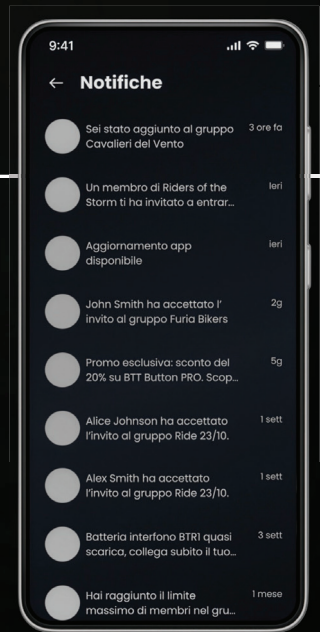 9:41
Notifiche
Sei stato aggiunto al gruppo
Cavalieri del Vento
3 ore fa
Un membro di Riders of the
Storm ti ha invitato a entrar...
Ieri
Aggiornamento app
disponibile
ieri
John Smith ha accettato l'
invito al gruppo Furia Bikers
2g
Promo esclusiva: sconto del
20% su BTT Button PRO. Scop...
5g
Alice Johnson ha accettato
l'invito al gruppo Ride 23/10.
1 sett
Alex Smith ha accettato
l'invito al gruppo Ride 23/10.
1 sett
Batteria interfono BTR1 quasi
scarica, collega subito il tuo...
3 sett
Hai raggiunto il limite
massimo di membri nel gru...
1 mese